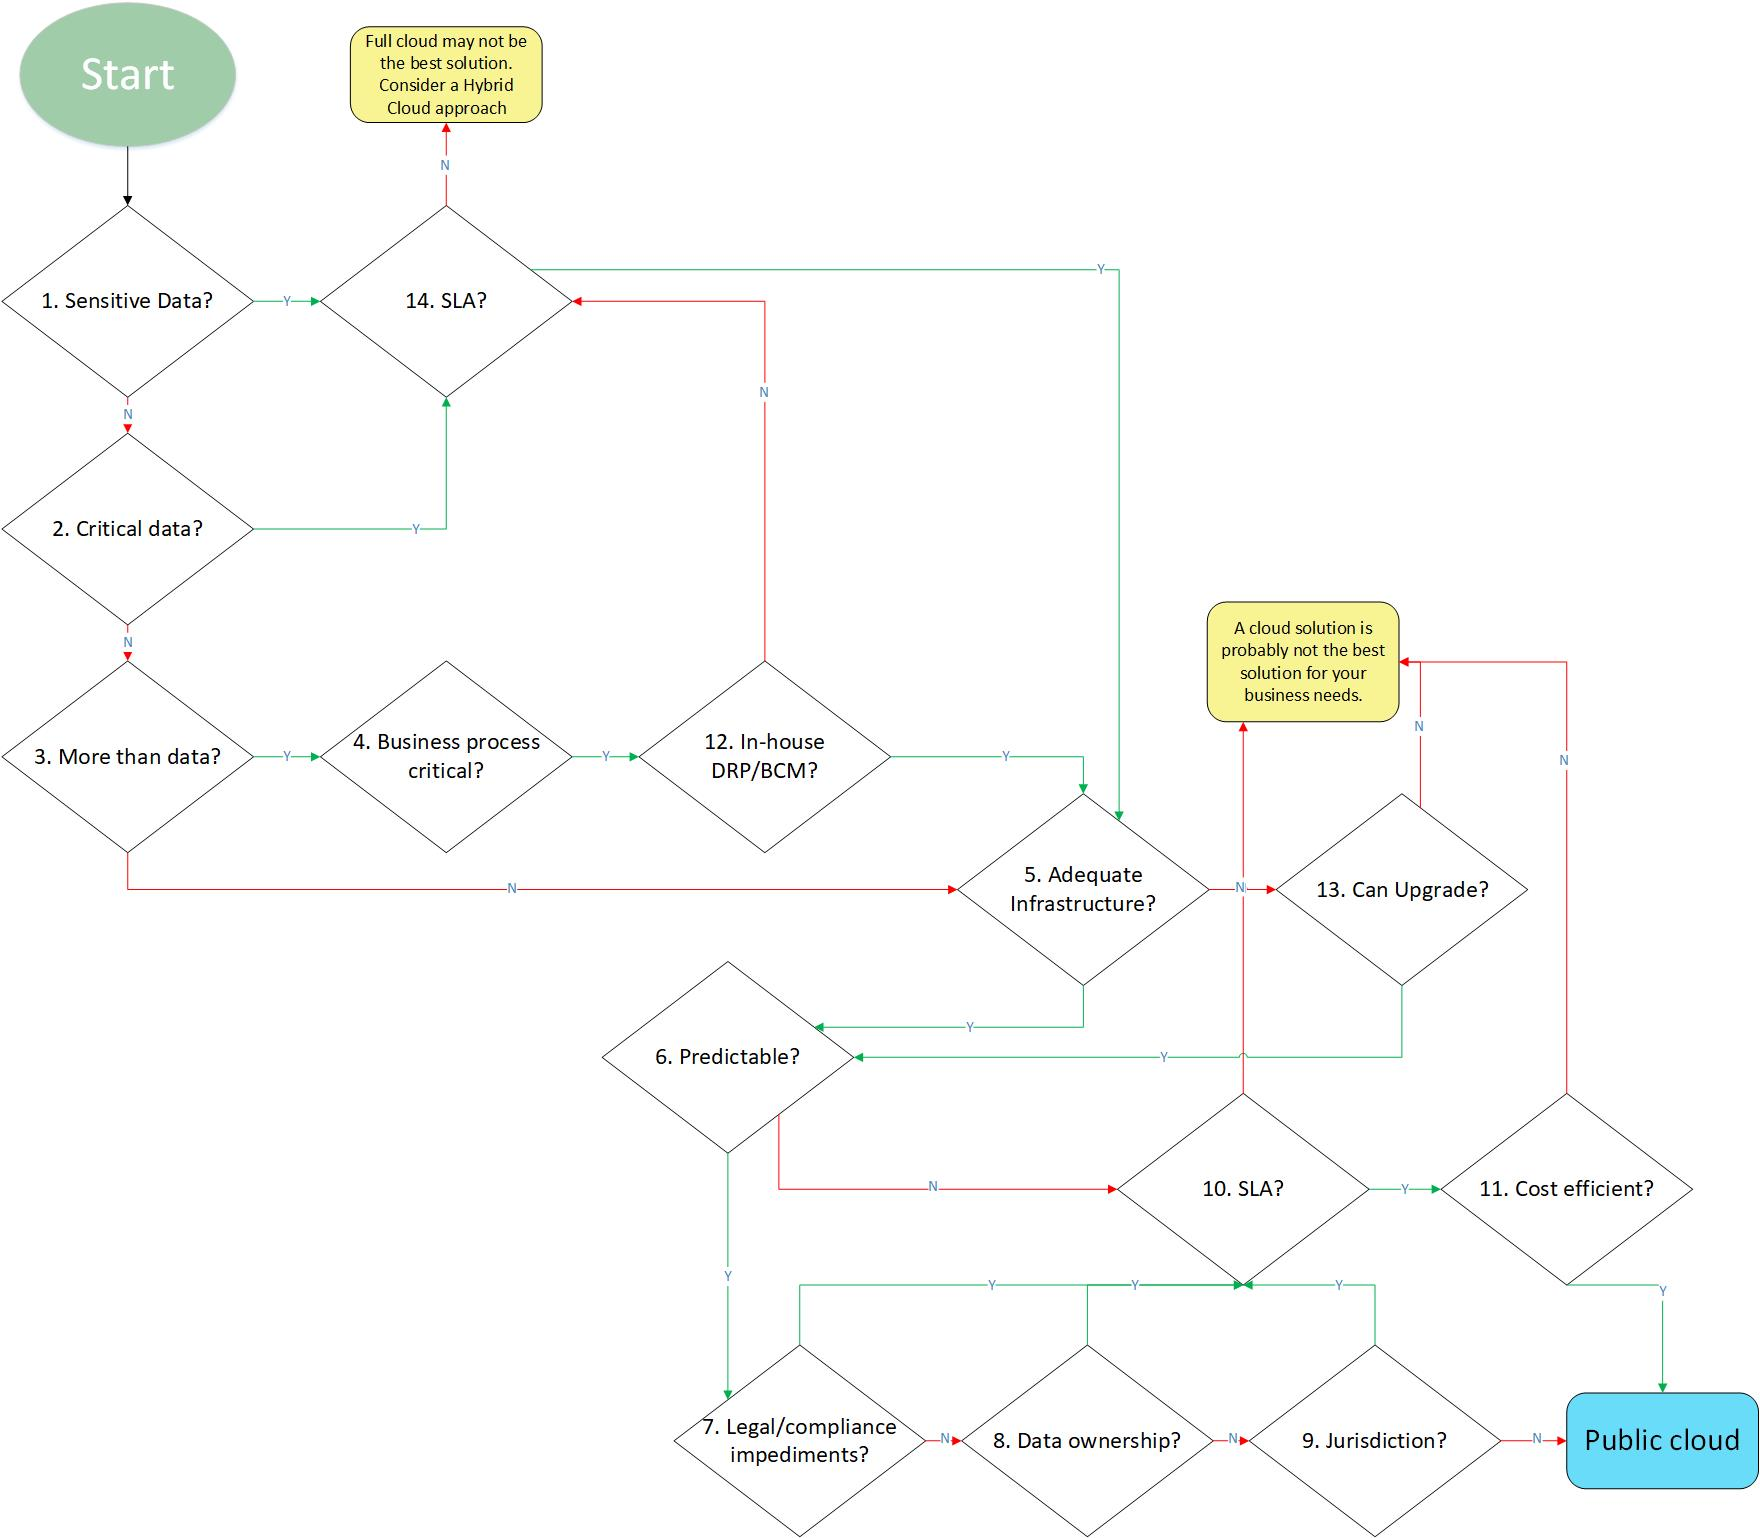 Start
Full cloud may not be
the best solution.
Consider a Hybrid
Cloud approach
N
Y
1. Sensitive Data?
Y
14. SLA?
N
N
2. Critical data?
Y
N
A cloud solution is
probably not the best
solution for your
business needs.
3. More than data?
Y
4. Business process
critical?
Y
12. In-house
DRP/BCM?
Y
N
N
N
5. Adequate
Infrastructure?
N
13. Can Upgrade?
Y
6. Predictable?
Y
N
10. SLA?
Y
11. Cost efficient?
Y
Y
Y
Y
Y
7. Legal/compliance
impediments?
N
8. Data ownership?
N
9. Jurisdiction?
N
Public cloud